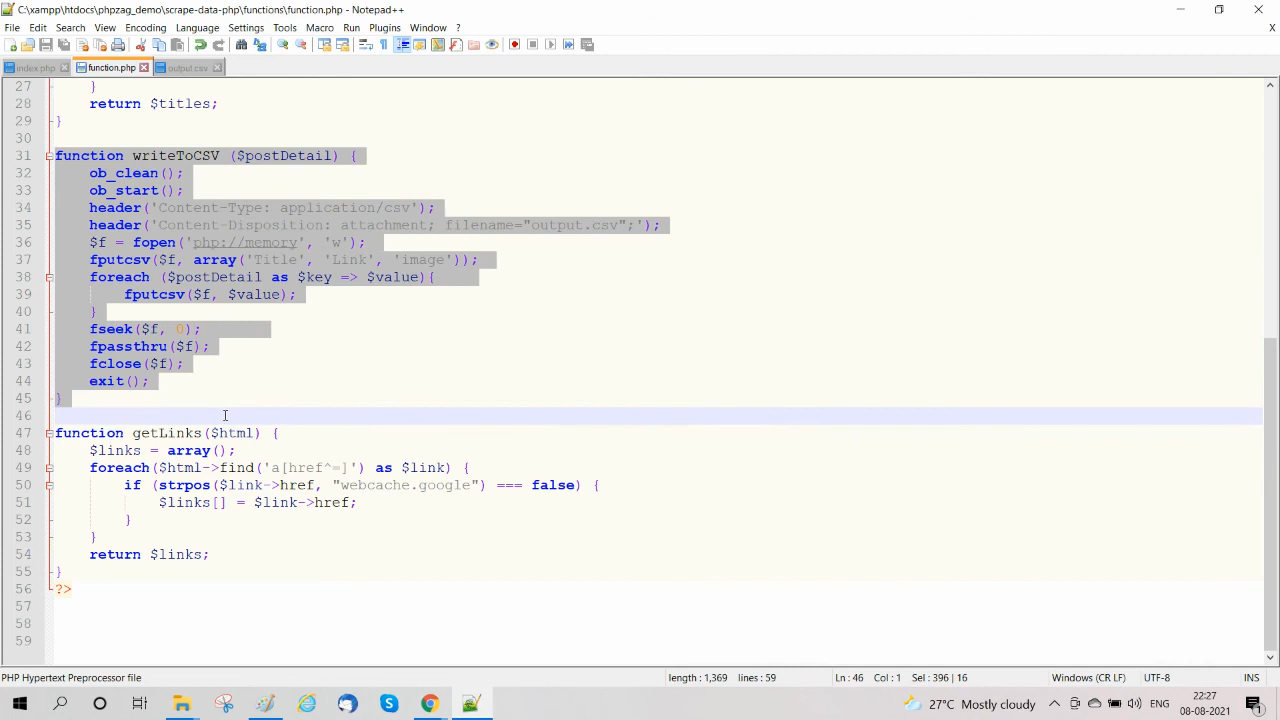 C:\xampp\htdocs\phpzag_demo\scrape-data-php\functions\function.php - Notepad++
File Edit Search View Encoding Language Settings Tools Macro Run Plugins Window ?
index.php function.php output.csv
27 }
28 return $titles;
29 }
30
31 function writeToCSV ($postDetail) {
32 ob_clean();
33 ob_start();
34 header('Content-Type: application/csv');
35 header('Content-Disposition: attachment; filename="output.csv";');
36 $f = fopen('php://memory', 'w');
37 fputcsv($f, array('Title', 'Link', 'image'));
38 foreach ($postDetail as $key => $value){
39 fputcsv($f, $value);
40 }
41 fseek($f, 0);
42 fpassthru($f);
43 fclose($f);
44 exit();
45 }
46
47 function getLinks($html) {
48 $links = array();
49 foreach($html->find('a[href^=]') as $link) {
50 if (strpos($link->href, "webcache.google") === false) {
51 $links[] = $link->href;
52 }
53 }
54 return $links;
55 }
56 ?>
57
58
59
PHP Hypertext Preprocessor file length : 1,369 lines : 59 Ln : 46 Col : 1 Sel : 396 | 16 Windows (CR LF) UTF-8 INS
27°C Mostly cloudy ENG 22:27
08-08-2021